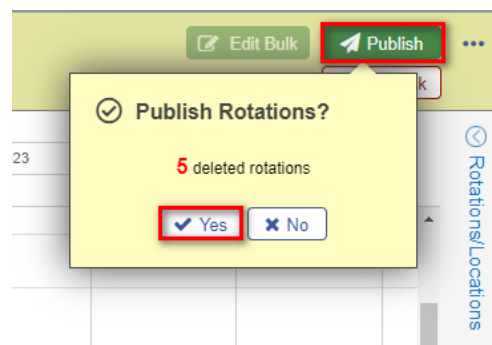 Edit Bulk
Publish
k
Publish Rotations?
5 deleted rotations
Yes
No
23
Rotations/Locations